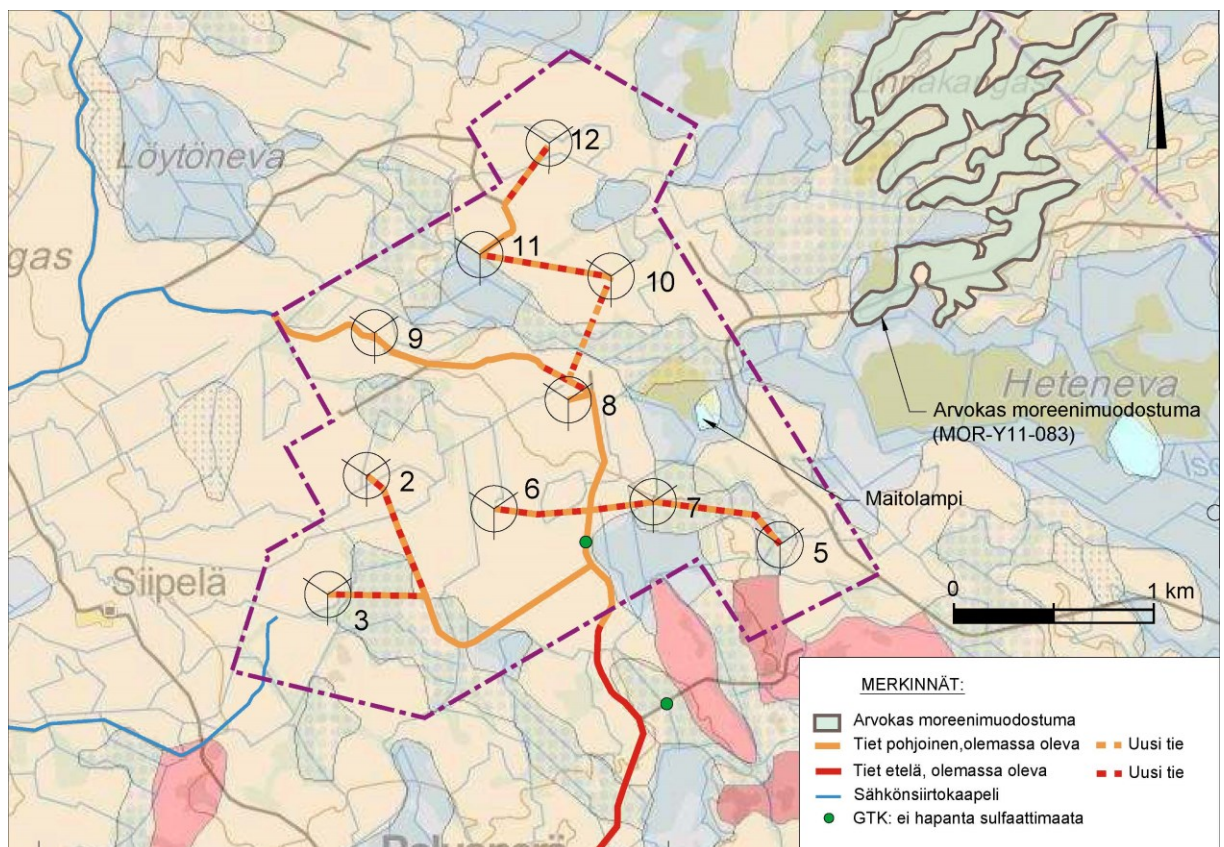 Linnakangas
Löytöneva
12
11
10
gas
9
8
Heteneva
Arvokas moreenimuodostuma
(MOR-Y11-083)
Iso
2
6
7
Maitolampi
5
Siipelä
3
0 1 km
MERKINNÄT:
Arvokas moreenimuodostuma
Tiet pohjoinen,olemassa oleva
Uusi tie
Tiet etelä, olemassa oleva
Uusi tie
Sähkönsiirtokaapeli
GTK: ei hapanta sulfaattimaata